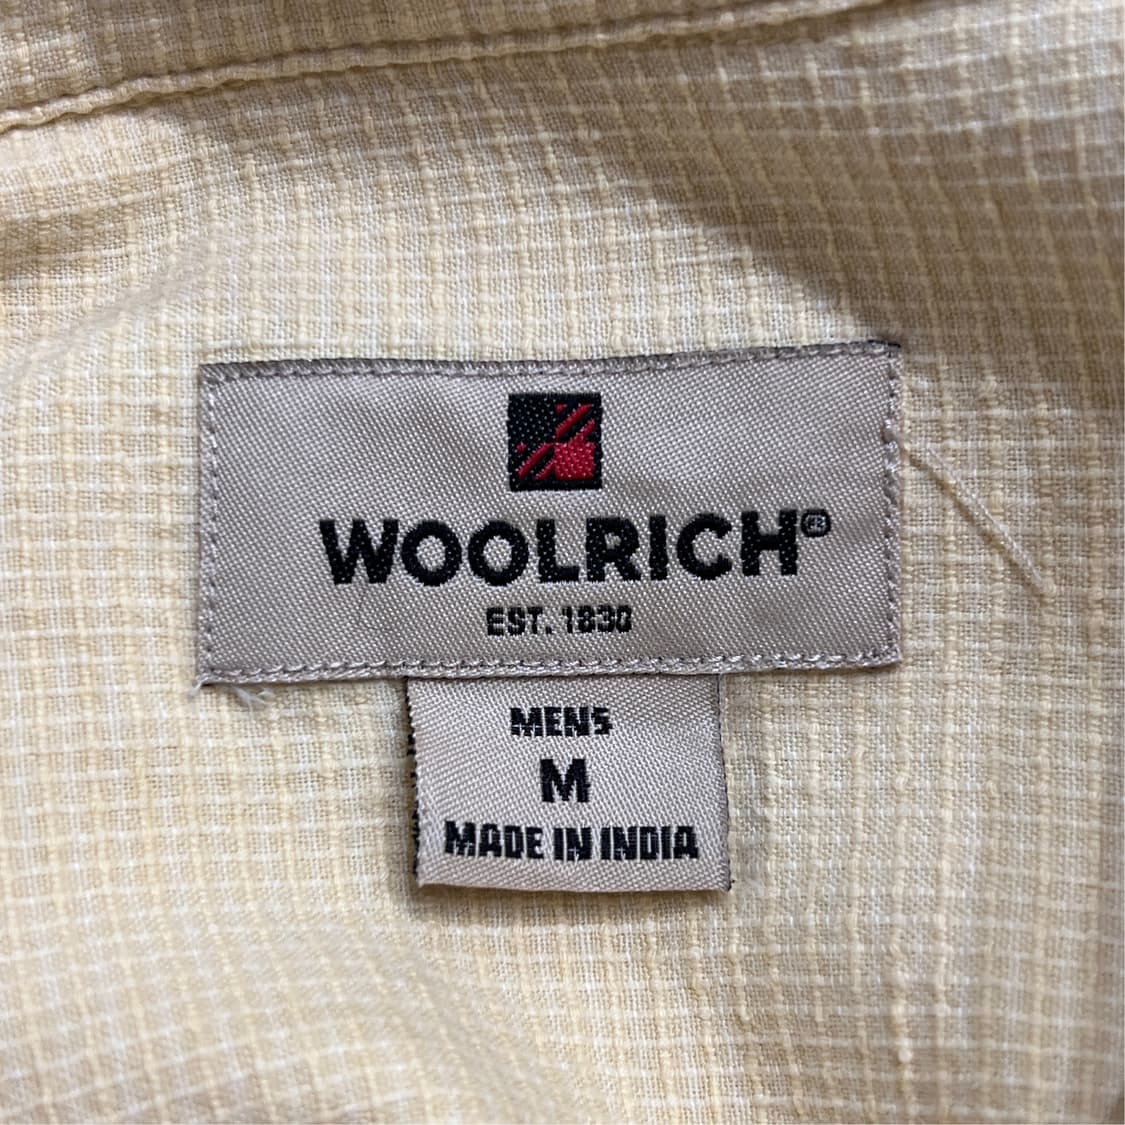 WOOLRICH®
EST. 1830
MENS
M
MADE IN INDIA